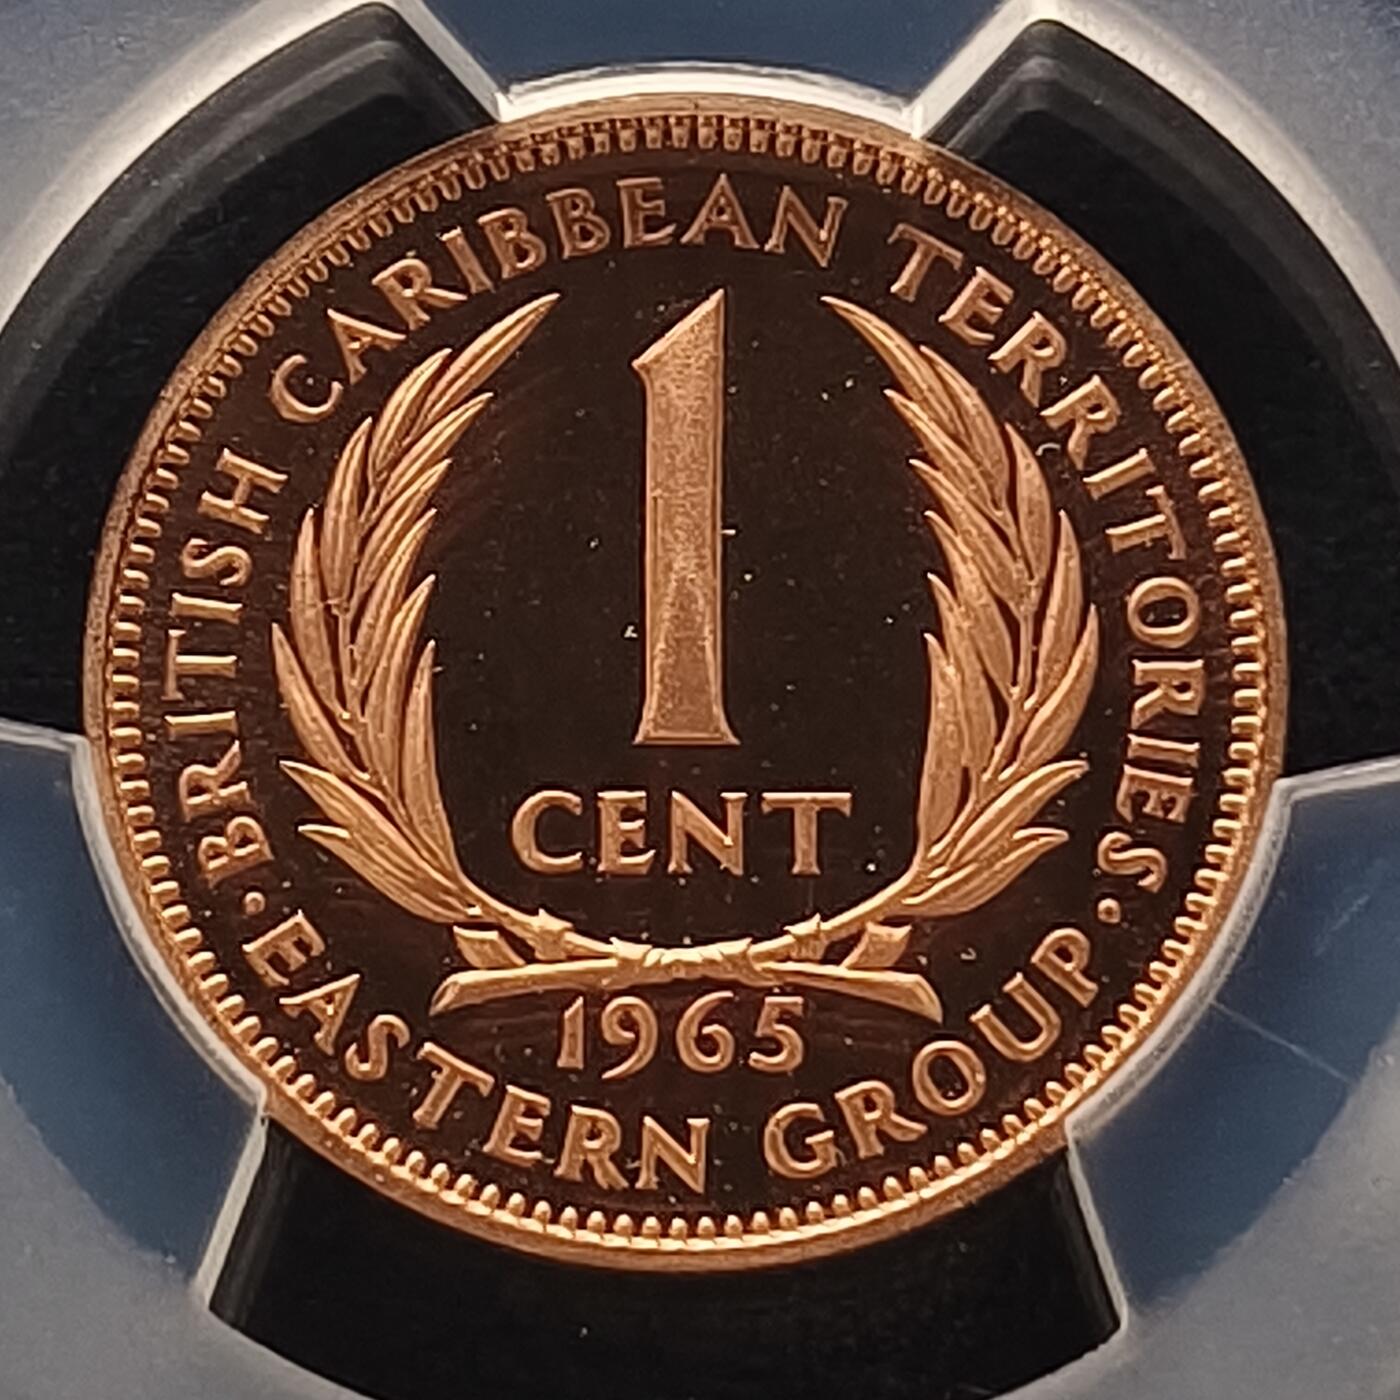 BRITISH CARIBBEAN TERRITORIES
1
CENT
1965
· EASTERN GROUP ·